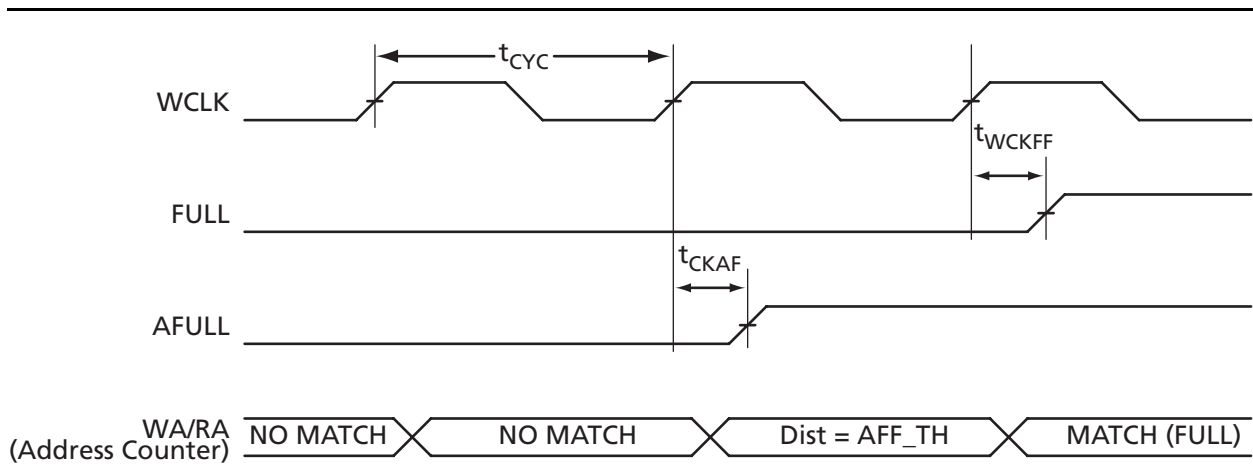 tCYC
WCLK
tWCKFF
FULL
tCKAF
AFULL
WA/RA
(Address Counter)
NO MATCH
NO MATCH
Dist = AFF_TH
MATCH (FULL)